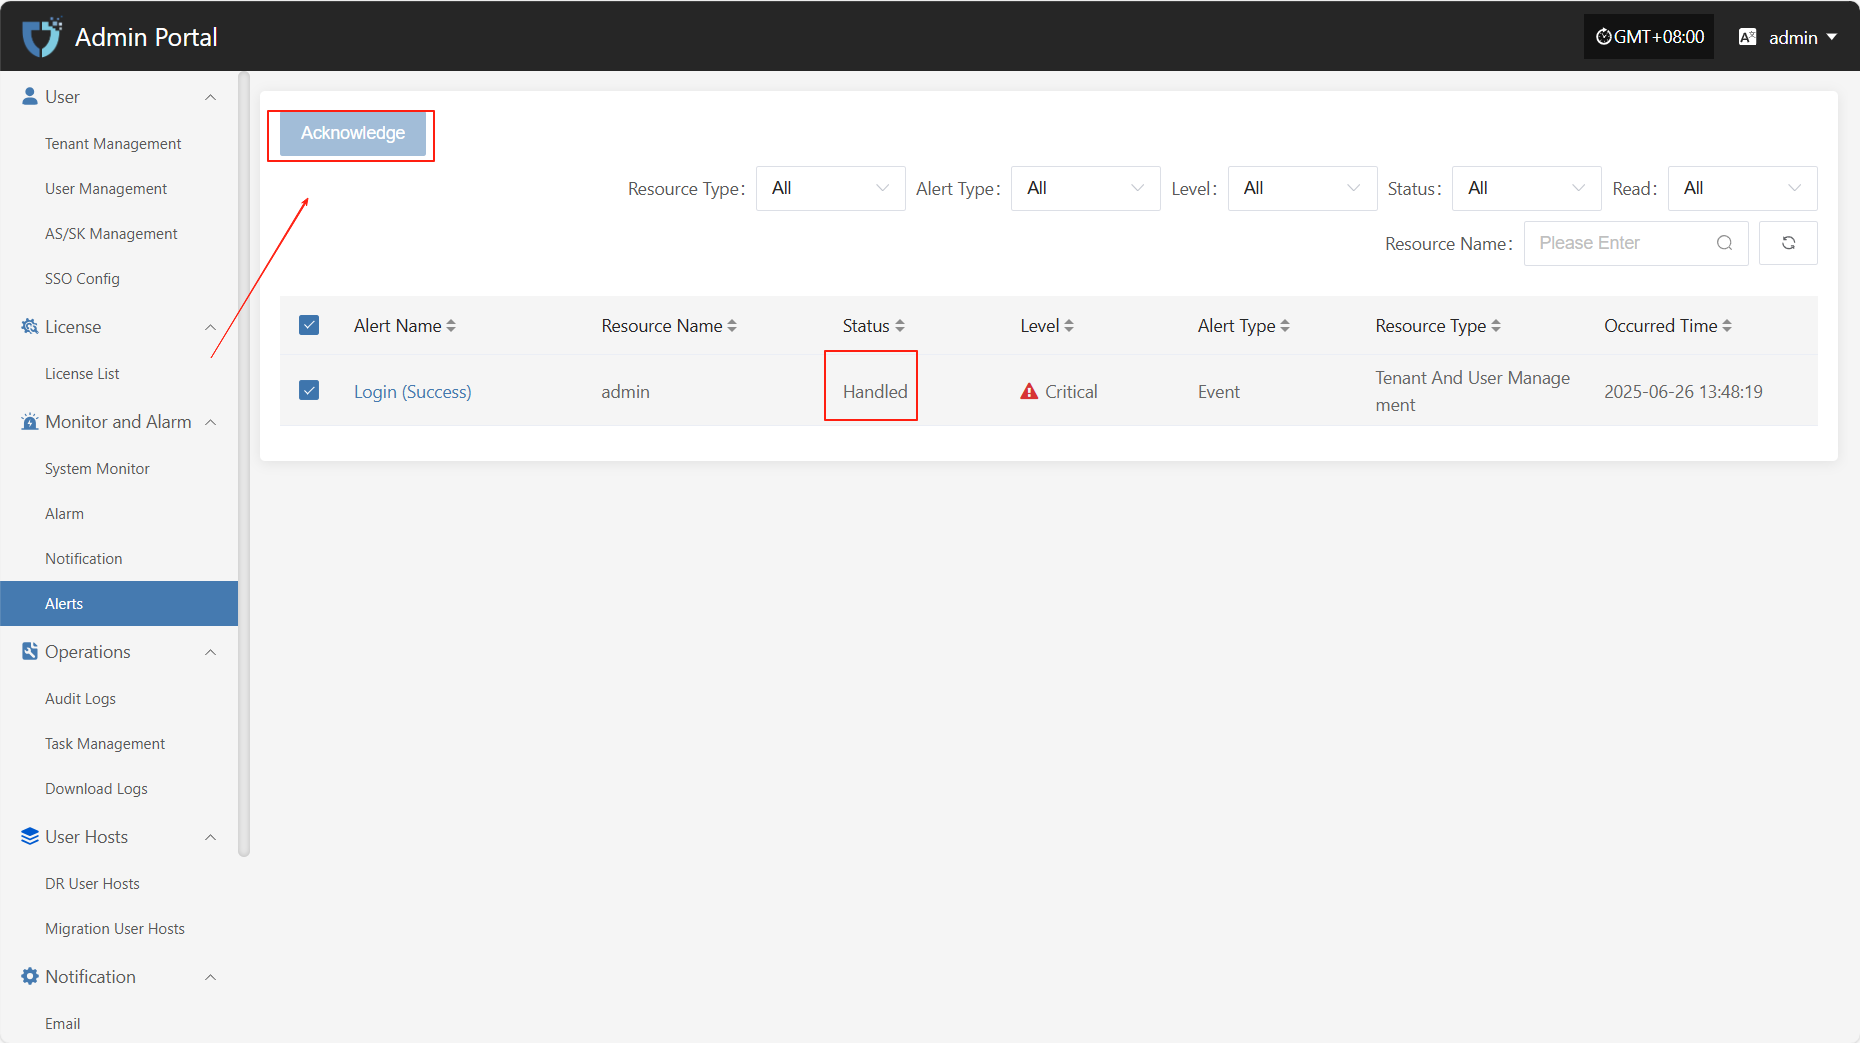 Admin Portal
GMT+08:00
admin
User
Tenant Management
User Management
AS/SK Management
SSO Config
License
License List
Monitor and Alarm
System Monitor
Alarm
Notification
Alerts
Operations
Audit Logs
Task Management
Download Logs
User Hosts
DR User Hosts
Migration User Hosts
Notification
Email
Acknowledge
Resource Type: All
Alert Type: All
Level: All
Status: All
Read: All
Resource Name: Please Enter
Alert Name Resource Name Status Level Alert Type Resource Type Occurred Time
Login (Success) admin Handled Critical Event Tenant And User Manage
ment 2025-06-26 13:48:19